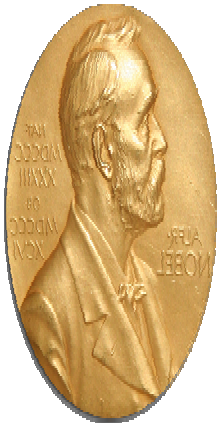 NAT·
MDCCC
XXXIII
OB·
MDCCC
XCVI
ALFR·
NOBEL